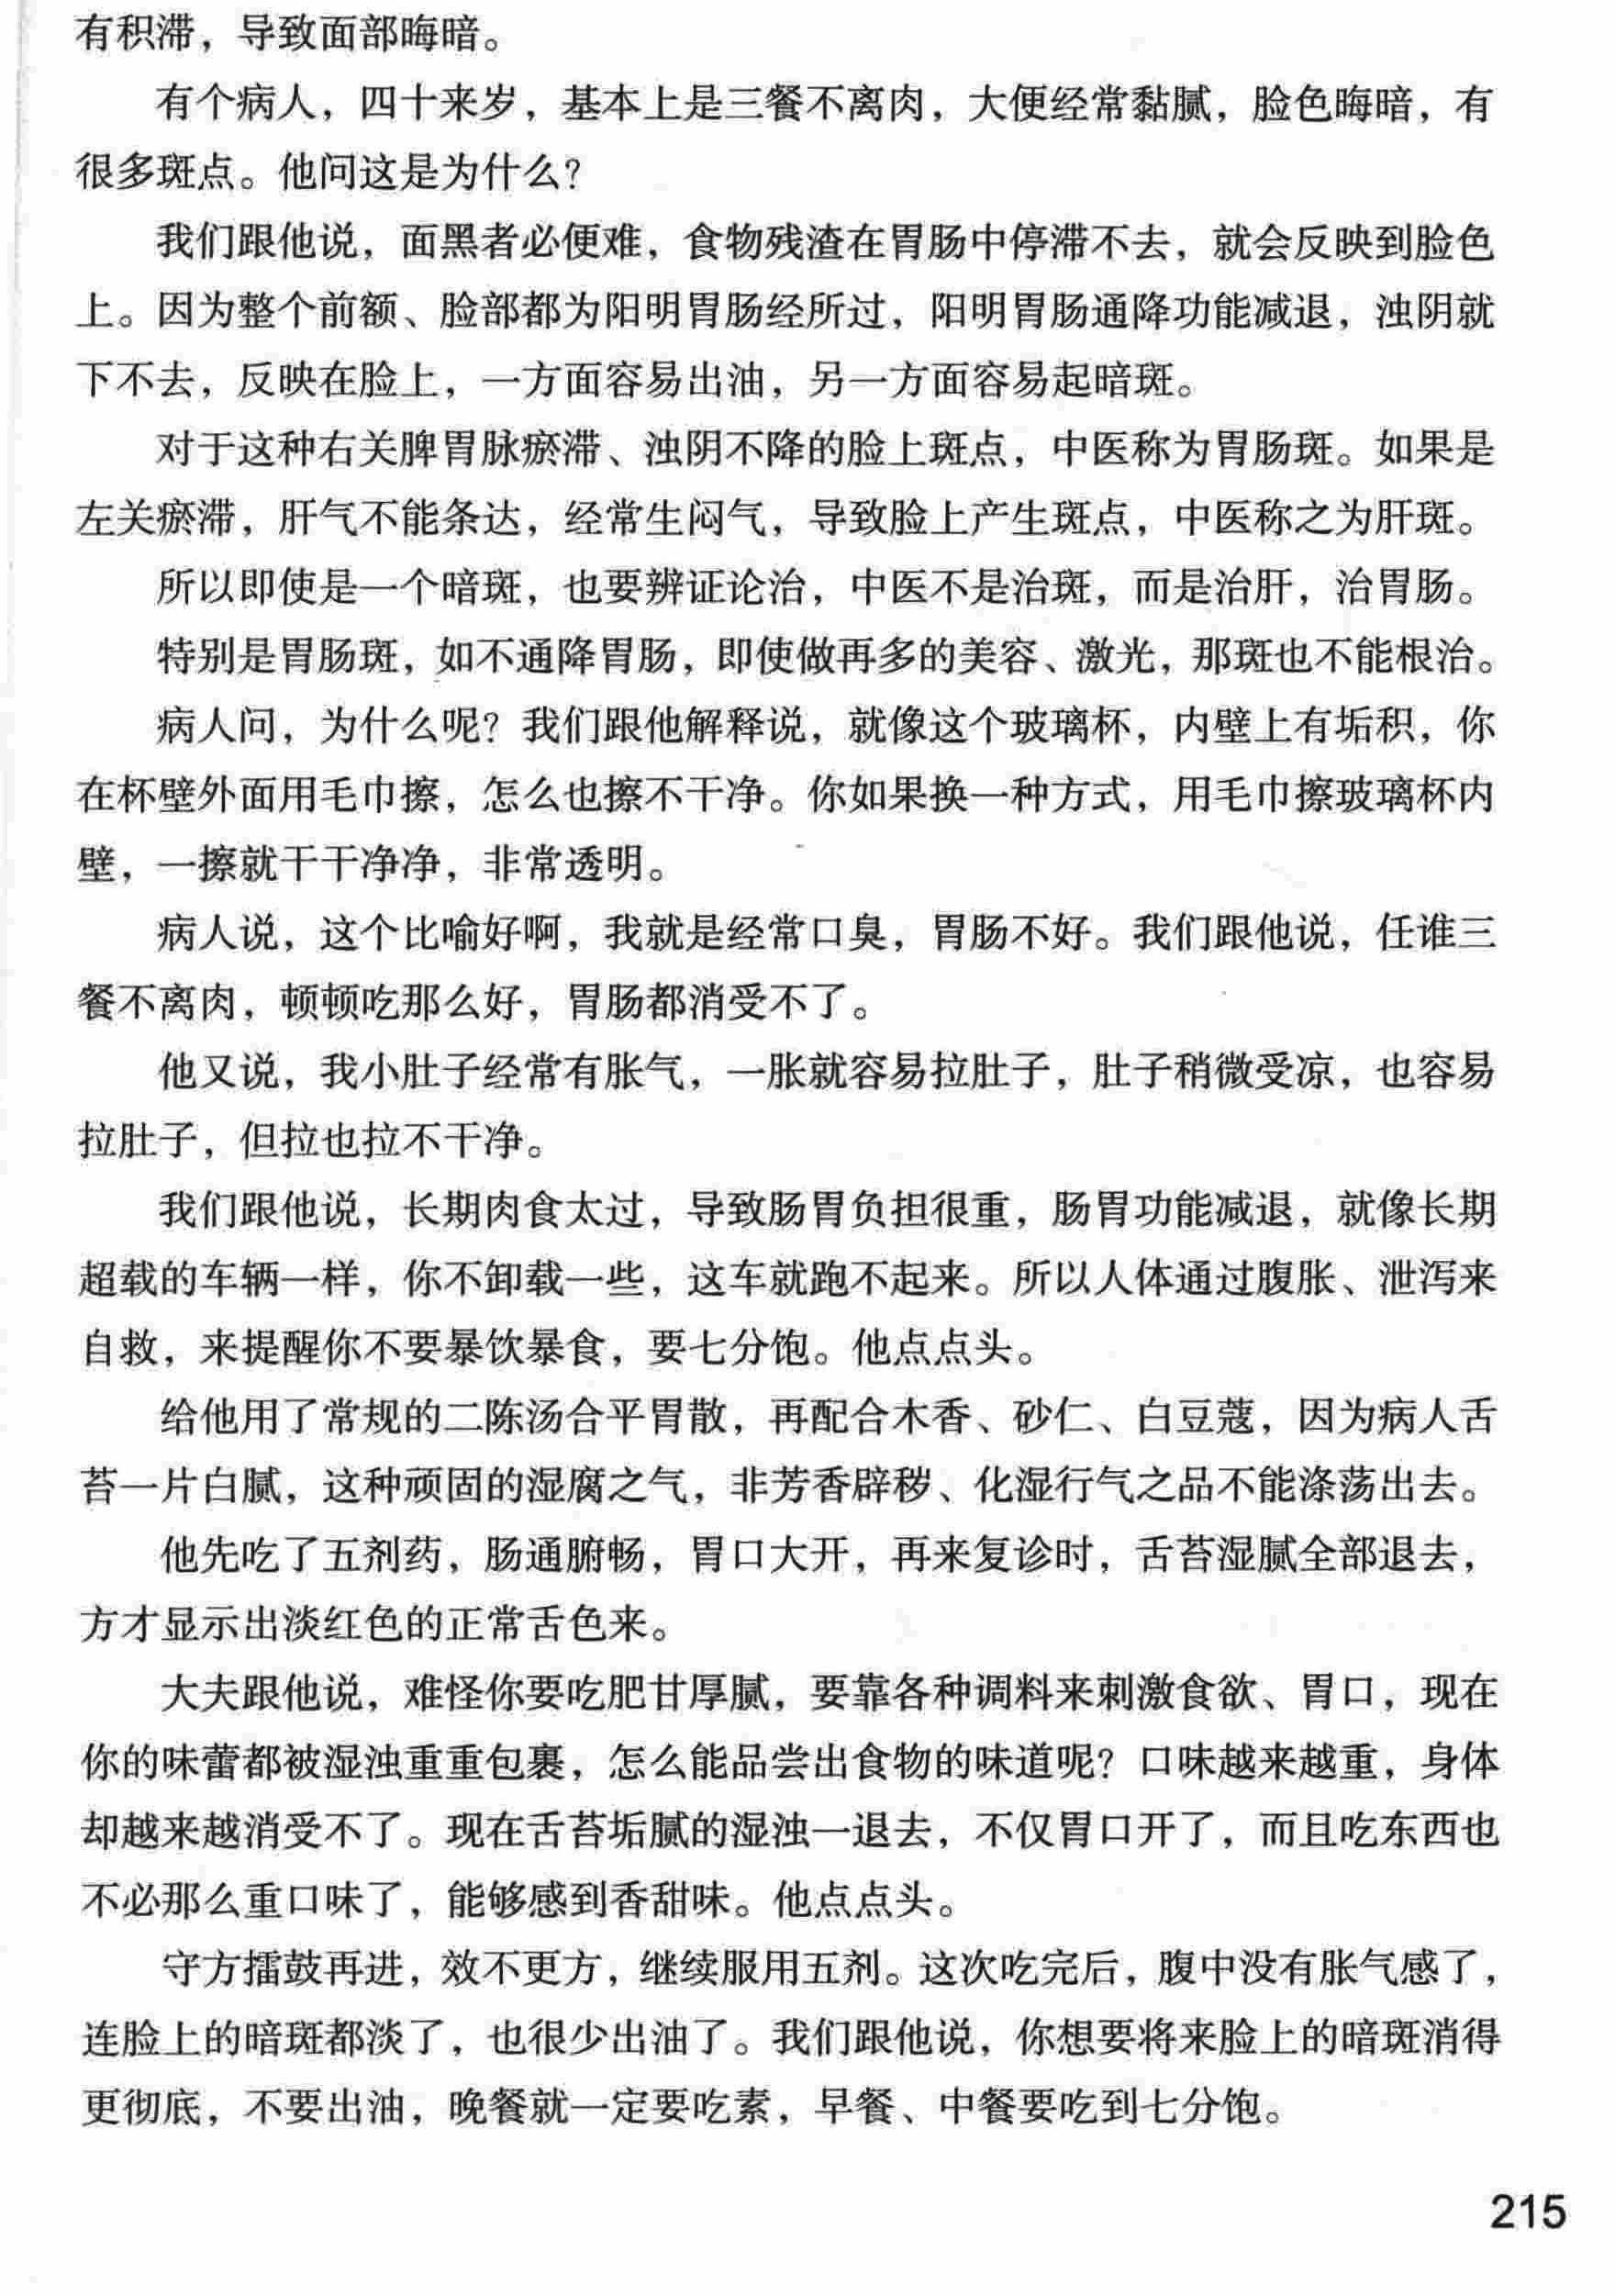 有积滞，导致面部晦暗。
有个病人，四十来岁，基本上是三餐不离肉，大便经常黏腻，脸色晦暗，有
很多斑点。他问这是为什么？
我们跟他说，面黑者必便难，食物残渣在胃肠中停滞不去，就会反映到脸色
上。因为整个前额、脸部都为阳明胃肠经所过，阳明胃肠通降功能减退，浊阴就
下不去，反映在脸上，一方面容易出油，另一方面容易起暗斑。
对于这种右关脾胃脉瘀滞、浊阴不降的脸上斑点，中医称为胃肠斑。如果是
左关瘀滞，肝气不能条达，经常生闷气，导致脸上产生斑点，中医称之为肝斑。
所以即使是一个暗斑，也要辨证论治，中医不是治斑，而是治肝，治胃肠。
特别是胃肠斑，如不通降胃肠，即使做再多的美容、激光，那斑也不能根治。
病人问，为什么呢？我们跟他解释说，就像这个玻璃杯，内壁上有垢积，你
在杯壁外面用毛巾擦，怎么也擦不干净。你如果换一种方式，用毛巾擦玻璃杯内
壁，一擦就干干净净，非常透明。
病人说，这个比喻好啊，我就是经常口臭，胃肠不好。我们跟他说，任谁三
餐不离肉，顿顿吃那么好，胃肠都消受不了。
他又说，我小肚子经常有胀气，一胀就容易拉肚子，肚子稍微受凉，也容易
拉肚子，但拉也拉不干净。
我们跟他说，长期肉食太过，导致肠胃负担很重，肠胃功能减退，就像长期
超载的车辆一样，你不卸载一些，这车就跑不起来。所以人体通过腹胀、泄泻来
自救，来提醒你不要暴饮暴食，要七分饱。他点点头。
给他用了常规的二陈汤合平胃散，再配合木香、砂仁、白豆蔻，因为病人舌
苔一片白腻，这种顽固的湿腐之气，非芳香辟秽、化湿行气之品不能涤荡出去。
他先吃了五剂药，肠通腑畅，胃口大开，再来复诊时，舌苔湿腻全部退去，
方才显示出淡红色的正常舌色来。
大夫跟他说，难怪你要吃肥甘厚腻，要靠各种调料来刺激食欲、胃口，现在
你的味蕾都被湿浊重重包裹，怎么能品尝出食物的味道呢？口味越来越重，身体
却越来越消受不了。现在舌苔垢腻的湿浊一退去，不仅胃口开了，而且吃东西也
不必那么重口味了，能够感到香甜味。他点点头。
守方擂鼓再进，效不更方，继续服用五剂。这次吃完后，腹中没有胀气感了，
连脸上的暗斑都淡了，也很少出油了。我们跟他说，你想要将来脸上的暗斑消得
更彻底，不要出油，晚餐就一定要吃素，早餐、中餐要吃到七分饱。
215